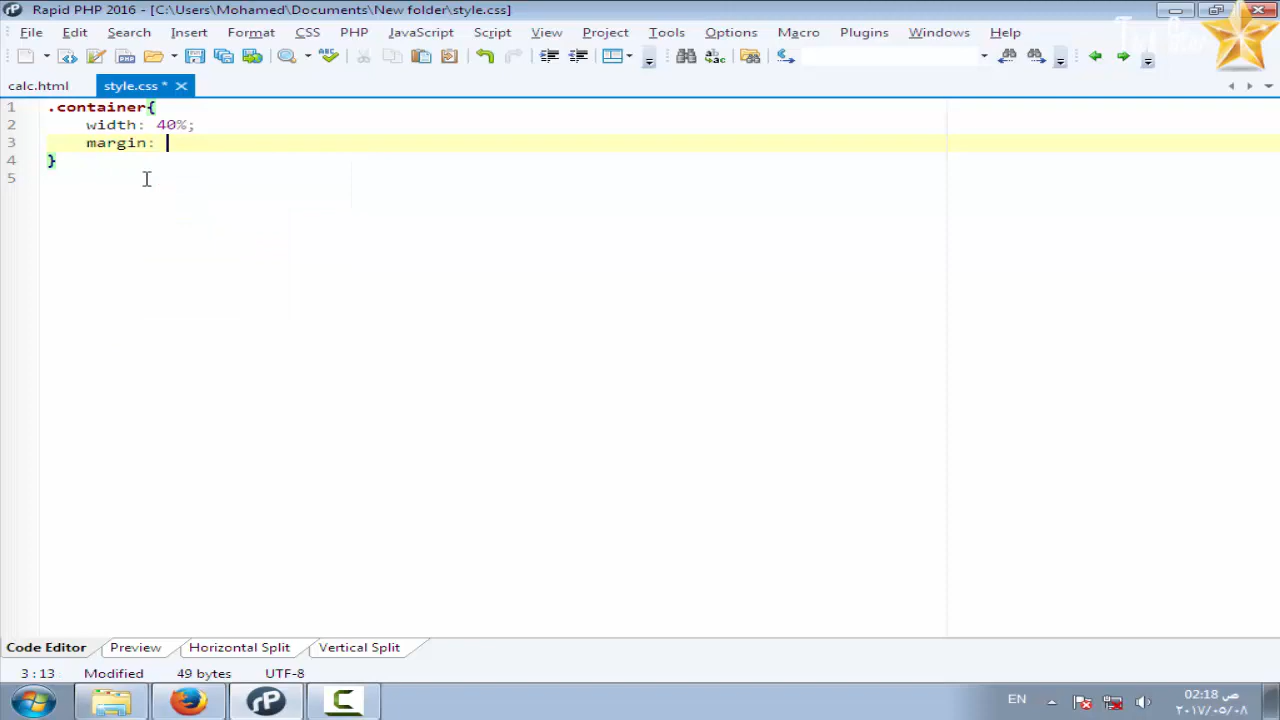 Rapid PHP 2016 - [C:\Users\Mohamed\Documents\New folder\style.css]
File Edit Search Insert Format CSS PHP JavaScript Script View Project Tools Options Macro Plugins Windows Help
calc.html style.css *
1 .container{
2 width: 40%;
3 margin:
4 }
5
Code Editor Preview Horizontal Split Vertical Split
3:13 Modified 49 bytes UTF-8
EN
02:18 ص
٢٠١٧/٠٥/٠٨